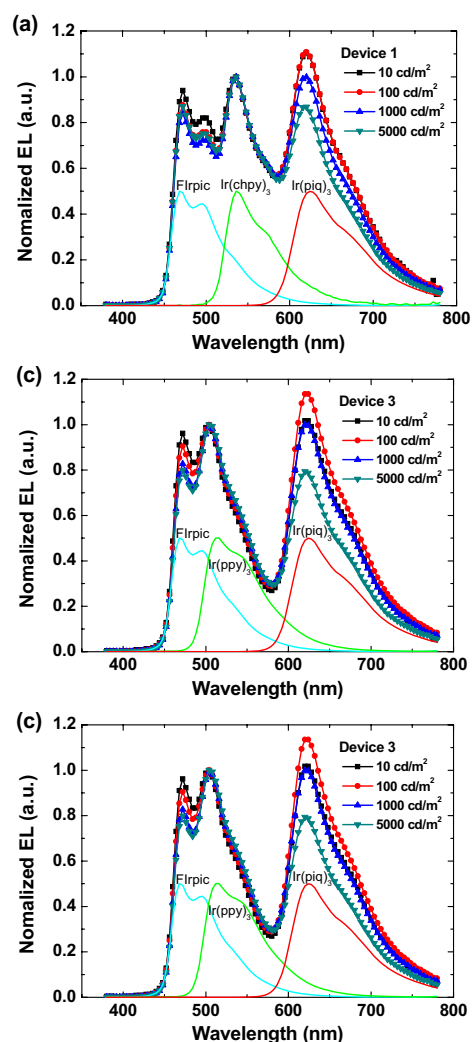 (a)
Nomalized EL (a.u.)
1.2
1.0
0.8
0.6
0.4
0.2
0.0
Device 1
10 cd/m²
100 cd/m²
1000 cd/m²
5000 cd/m²
FIrpic
Ir(chpy)₃
Ir(piq)₃
400 500 600 700 800
Wavelength (nm)
(c)
Nomalized EL (a.u.)
1.2
1.0
0.8
0.6
0.4
0.2
0.0
Device 3
10 cd/m²
100 cd/m²
1000 cd/m²
5000 cd/m²
FIrpic
Ir(ppy)₃
Ir(piq)₃
400 500 600 700 800
Wavelength (nm)
(c)
Nomalized EL (a.u.)
1.2
1.0
0.8
0.6
0.4
0.2
0.0
Device 3
10 cd/m²
100 cd/m²
1000 cd/m²
5000 cd/m²
FIrpic
Ir(ppy)₃
Ir(piq)₃
400 500 600 700 800
Wavelength (nm)